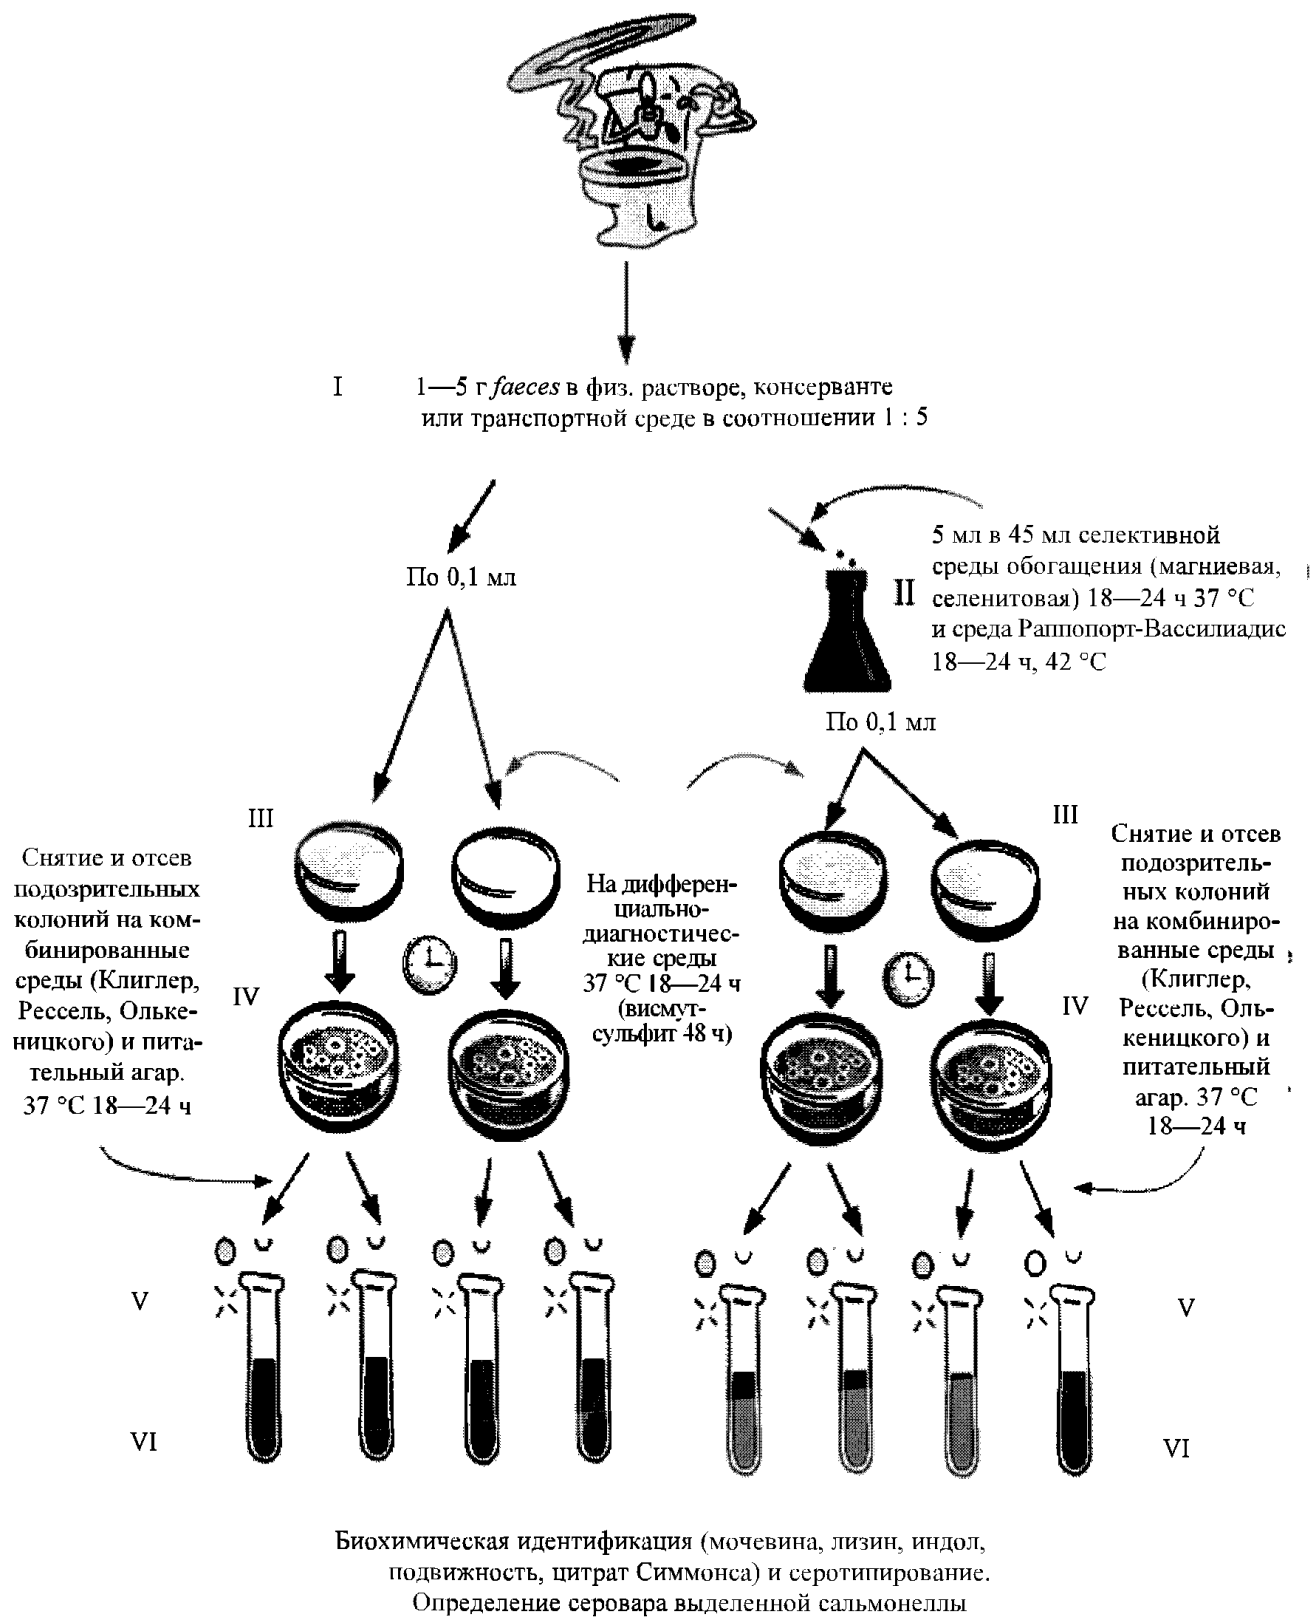 I 1—5 г faeces в физ. растворе, консерванте
или транспортной среде в соотношении 1 : 5
По 0,1 мл
II
5 мл в 45 мл селективной
среды обогащения (магниевая,
селенитовая) 18—24 ч 37 °С
и среда Раппопорт-Вассилиадис
18—24 ч, 42 °С
По 0,1 мл
III
Снятие и отсев
подозрительных
колоний на ком-
бинированные
среды (Клиглер,
Рессель, Ольке-
ницкого) и пита-
тельный агар.
37 °С 18—24 ч
IV
На дифферен-
циально-
диагностичес-
кие среды
37 °С 18—24 ч
(висмут-
сульфит 48 ч)
III
Снятие и отсев
подозритель-
ных колоний
на комбиниро-
ванные среды
(Клиглер,
Рессель, Оль-
кеницкого) и
питательный
агар. 37 °С
18—24 ч
IV
V
V
VI
VI
Биохимическая идентификация (мочевина, лизин, индол,
подвижность, цитрат Симмонса) и серотипирование.
Определение серовара выделенной сальмонеллы